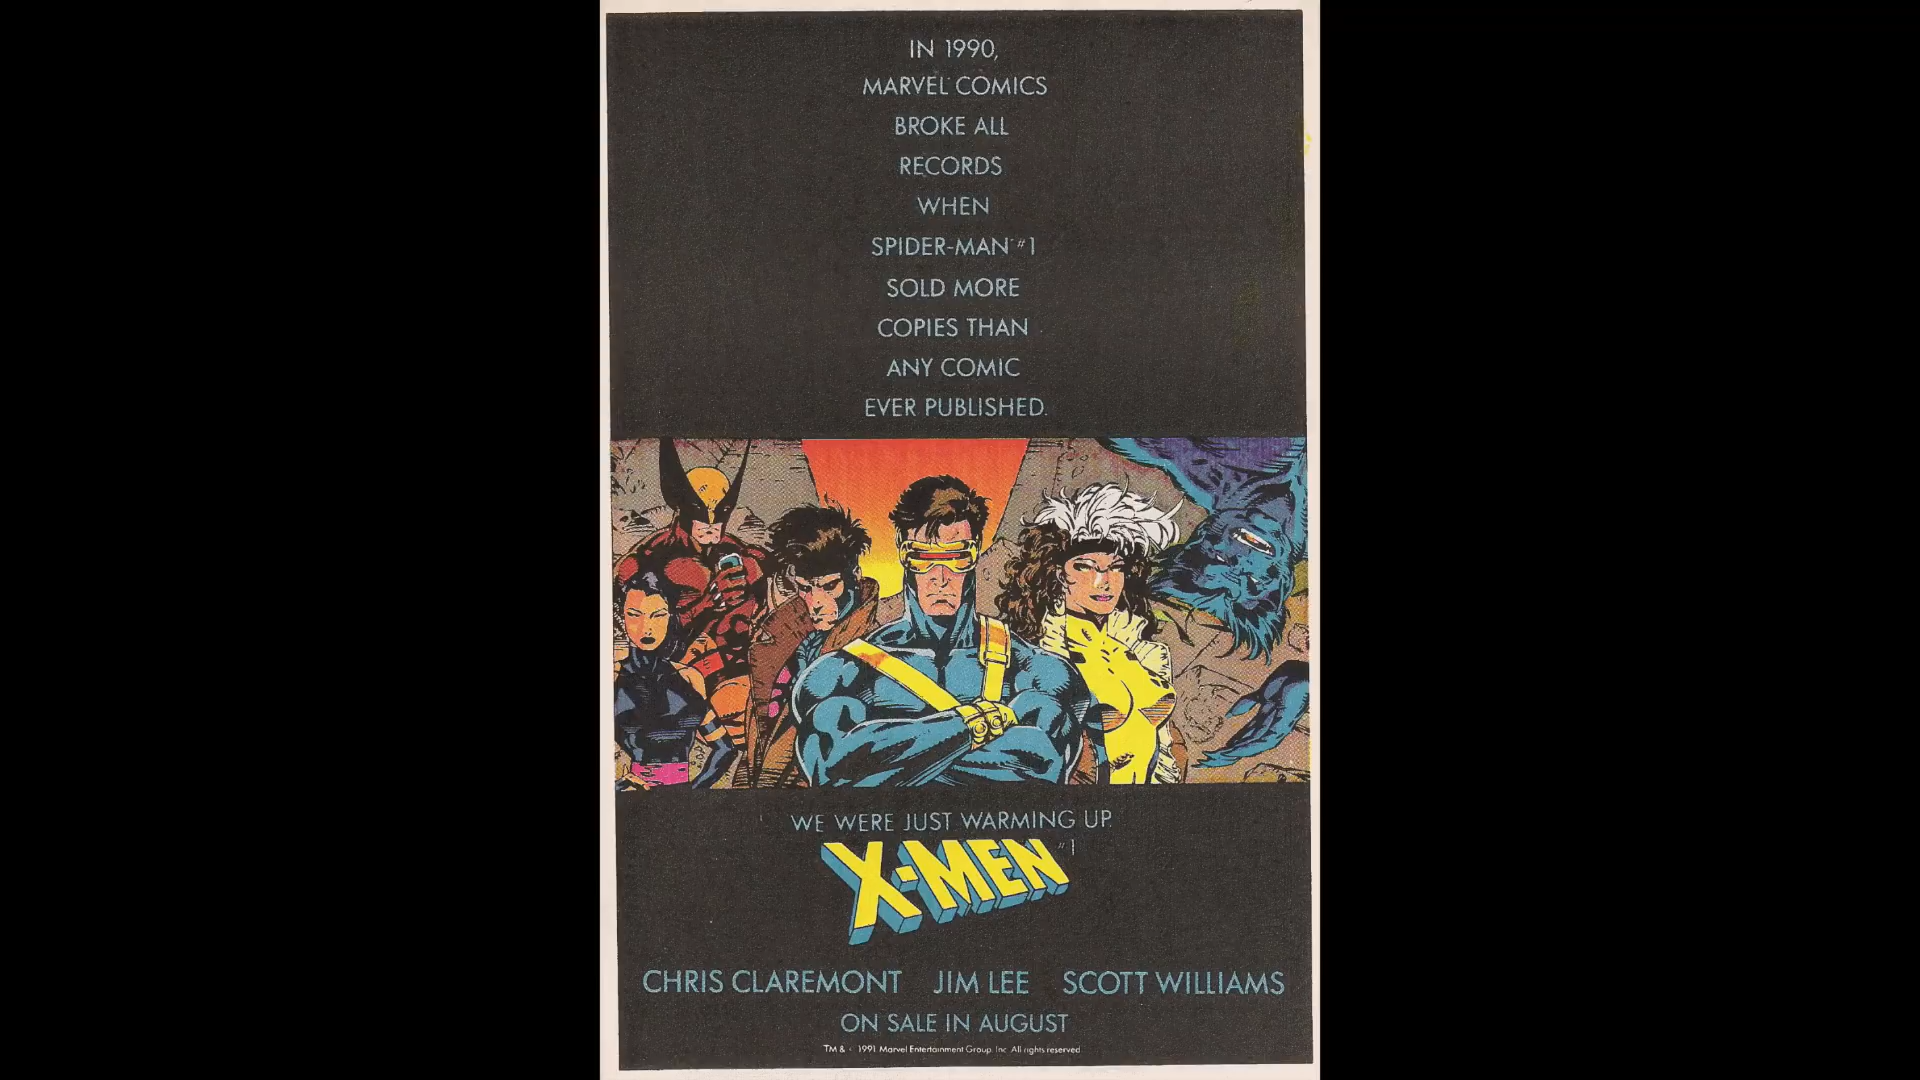 IN 1990,
MARVEL COMICS
BROKE ALL
RECORDS
WHEN
SPIDER-MAN™ #1
SOLD MORE
COPIES THAN
ANY COMIC
EVER PUBLISHED.
WE WERE JUST WARMING UP.
X-MEN #1
CHRIS CLAREMONT JIM LEE SCOTT WILLIAMS
ON SALE IN AUGUST
TM & © 1991 Marvel Entertainment Group, Inc. All rights reserved